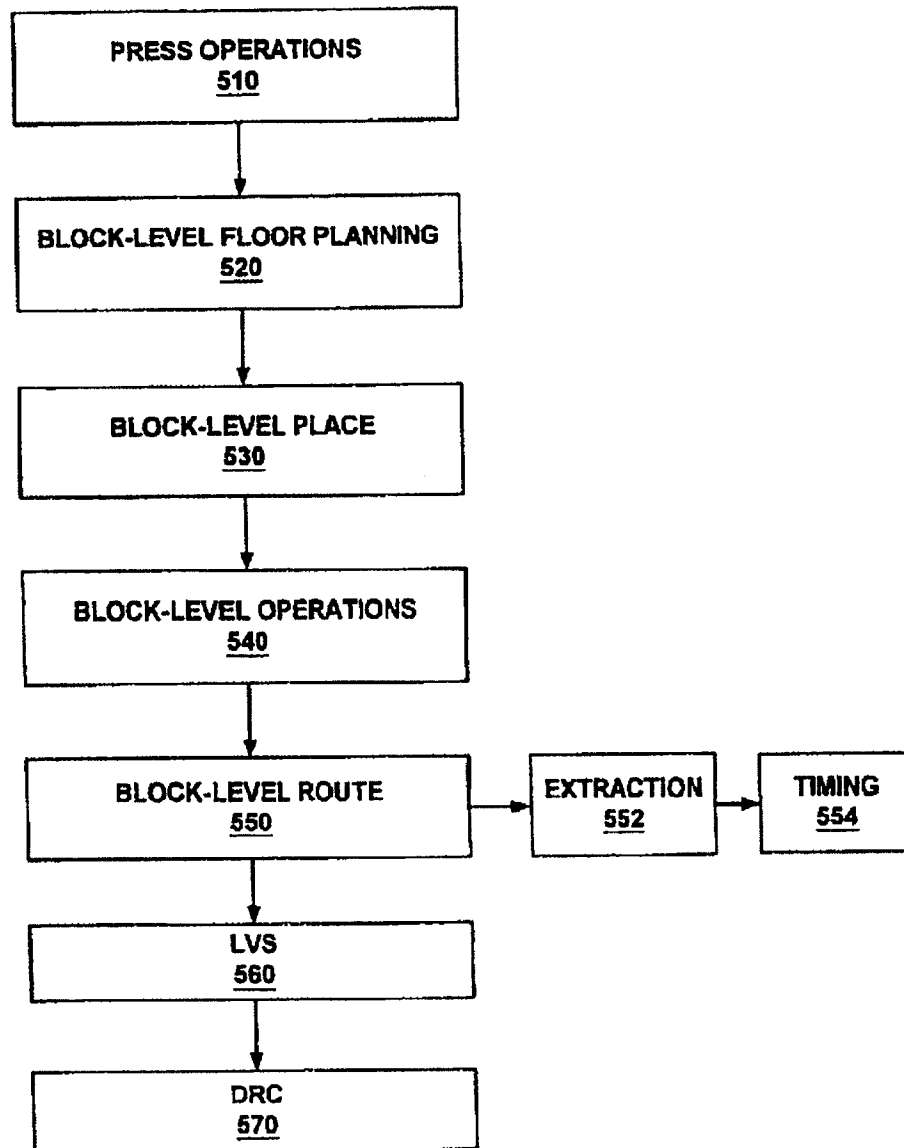 PRESS OPERATIONS
510
BLOCK-LEVEL FLOOR PLANNING
520
BLOCK-LEVEL PLACE
530
BLOCK-LEVEL OPERATIONS
540
BLOCK-LEVEL ROUTE
550
EXTRACTION
552
TIMING
554
LVS
560
DRC
570